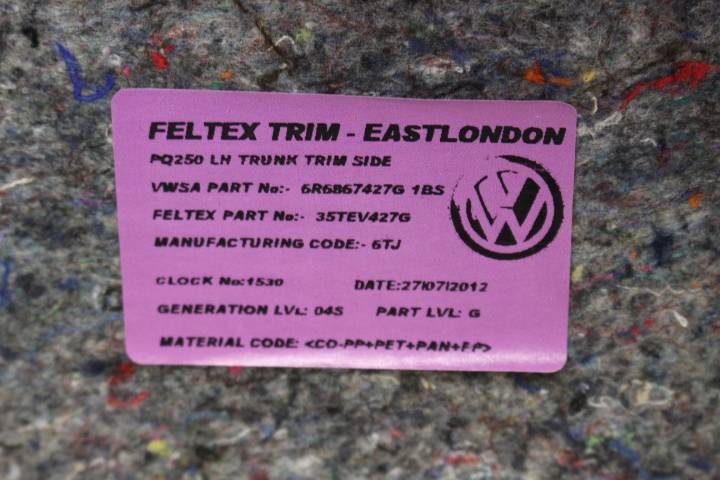 FELTEX TRIM - EASTLONDON
PQ250 LH TRUNK TRIM SIDE
VWSA PART No:- 6R6867427G 1BS
FELTEX PART No:- 35TEV427G
MANUFACTURING CODE:- 6TJ
CLOCK No:1530 DATE:27/07/2012
GENERATION LVL: 04S PART LVL: G
MATERIAL CODE: <CO-PP+PET+PAN+PP>